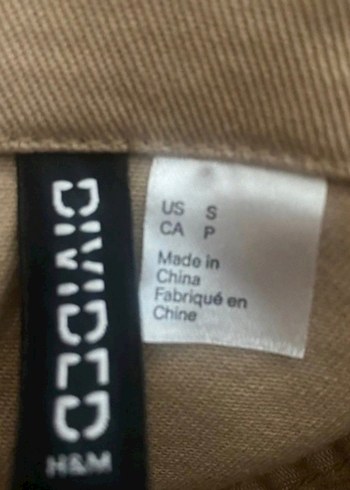 DIVIDED
H&M
US S
CA P
Made in
China
Fabriqué en
Chine